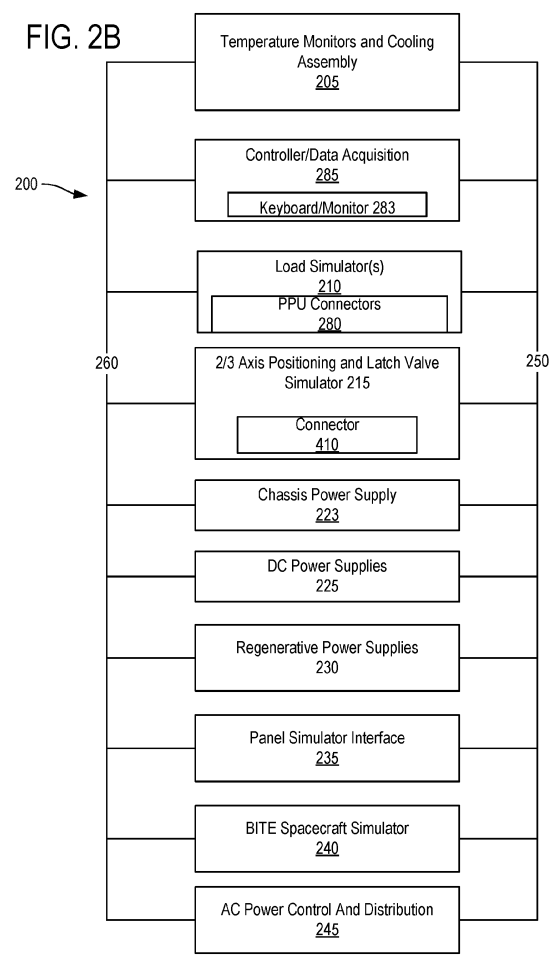 FIG. 2B
Temperature Monitors and Cooling
Assembly
205
Controller/Data Acquisition
285
200
Keyboard/Monitor 283
Load Simulator(s)
210
PPU Connectors
280
260
2/3 Axis Positioning and Latch Valve
250
Simulator 215
Connector
410
Chassis Power Supply
223
DC Power Supplies
225
Regenerative Power Supplies
230
Panel Simulator Interface
235
BITE Spacecraft Simulator
240
AC Power Control And Distribution
245